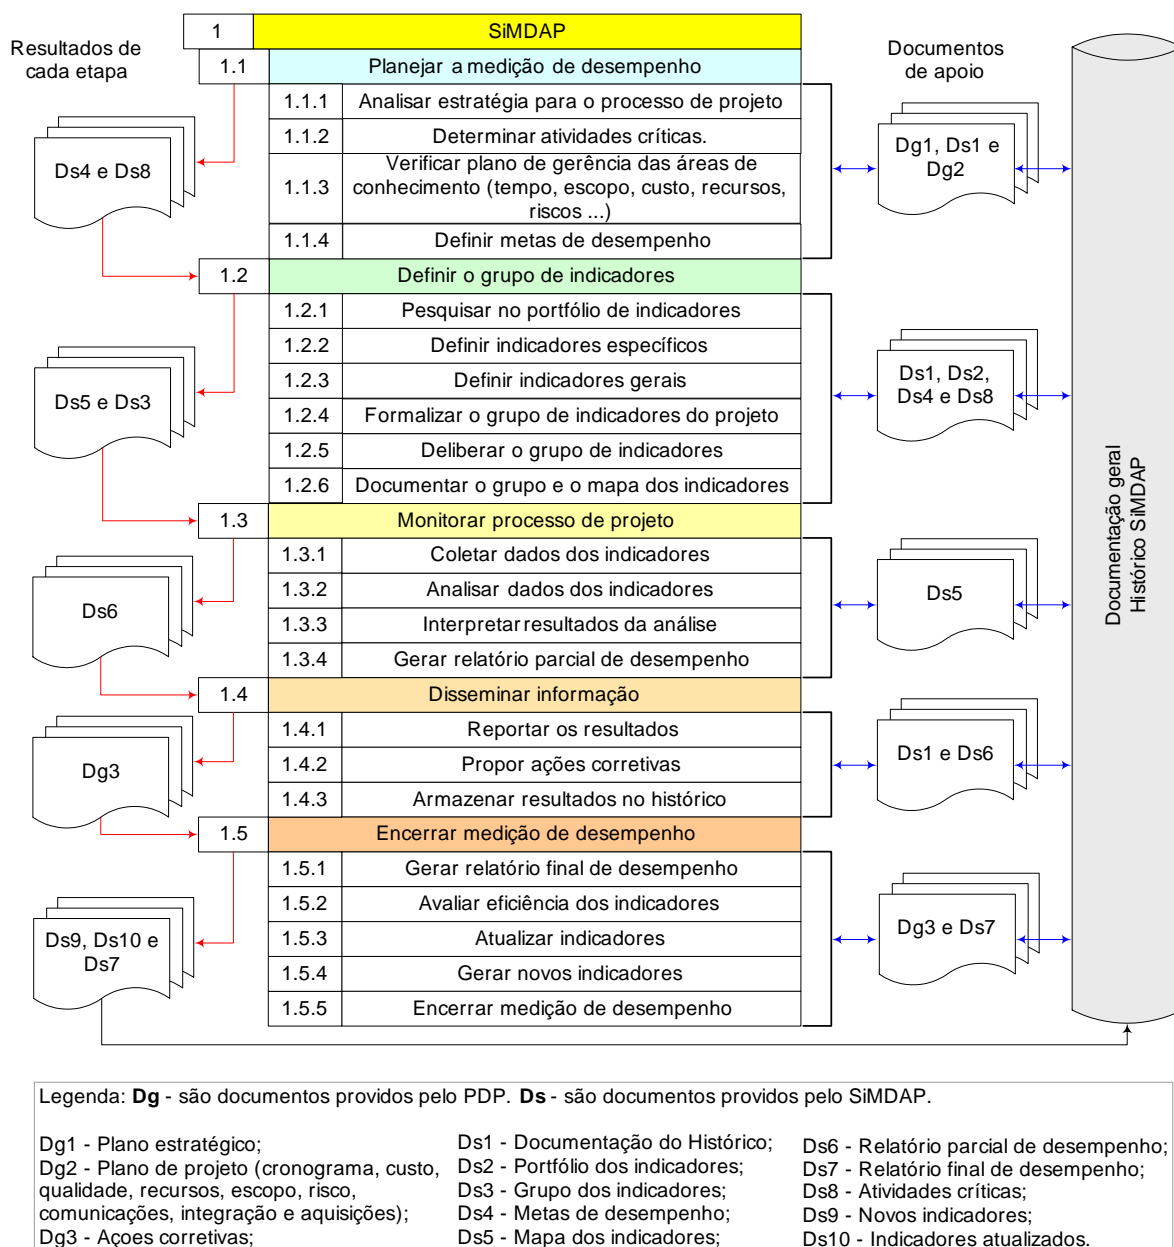 Resultados de
cada etapa
1
SiMDAP
Documentos
de apoio
1.1
Planejar a medição de desempenho
1.1.1
Analisar estratégia para o processo de projeto
1.1.2
Determinar atividades críticas.
1.1.3
Verificar plano de gerência das áreas de
conhecimento (tempo, escopo, custo, recursos,
riscos ...)
1.1.4
Definir metas de desempenho
Ds4 e Ds8
Dg1, Ds1 e
Dg2
1.2
Definir o grupo de indicadores
1.2.1
Pesquisar no portfólio de indicadores
1.2.2
Definir indicadores específicos
1.2.3
Definir indicadores gerais
1.2.4
Formalizar o grupo de indicadores do projeto
1.2.5
Deliberar o grupo de indicadores
1.2.6
Documentar o grupo e o mapa dos indicadores
Ds5 e Ds3
Ds1, Ds2,
Ds4 e Ds8
1.3
Monitorar processo de projeto
1.3.1
Coletar dados dos indicadores
1.3.2
Analisar dados dos indicadores
1.3.3
Interpretar resultados da análise
1.3.4
Gerar relatório parcial de desempenho
Ds6
Ds5
1.4
Disseminar informação
1.4.1
Reportar os resultados
1.4.2
Propor ações corretivas
1.4.3
Armazenar resultados no histórico
Dg3
Ds1 e Ds6
1.5
Encerrar medição de desempenho
1.5.1
Gerar relatório final de desempenho
1.5.2
Avaliar eficiência dos indicadores
1.5.3
Atualizar indicadores
1.5.4
Gerar novos indicadores
1.5.5
Encerrar medição de desempenho
Ds9, Ds10 e
Ds7
Dg3 e Ds7
Documentação geral
Histórico SiMDAP
Legenda: Dg - são documentos providos pelo PDP. Ds - são documentos providos pelo SiMDAP.
Dg1 - Plano estratégico;
Dg2 - Plano de projeto (cronograma, custo,
qualidade, recursos, escopo, risco,
comunicações, integração e aquisições);
Dg3 - Açoes corretivas;
Ds1 - Documentação do Histórico;
Ds2 - Portfólio dos indicadores;
Ds3 - Grupo dos indicadores;
Ds4 - Metas de desempenho;
Ds5 - Mapa dos indicadores;
Ds6 - Relatório parcial de desempenho;
Ds7 - Relatório final de desempenho;
Ds8 - Atividades críticas;
Ds9 - Novos indicadores;
Ds10 - Indicadores atualizados.